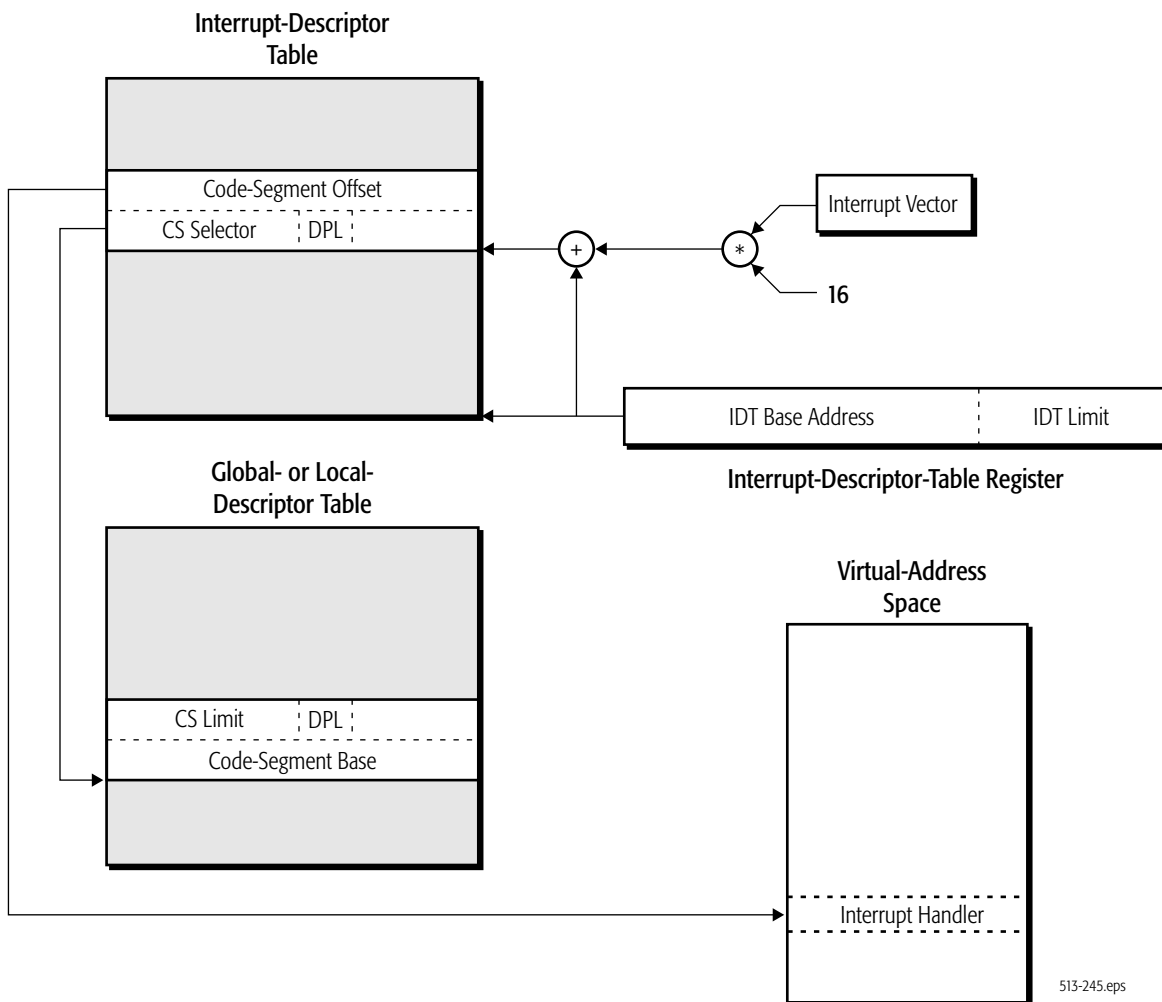 Interrupt-Descriptor
Table
Code-Segment Offset
CS Selector
DPL
Interrupt Vector
+
*
16
IDT Base Address
IDT Limit
Interrupt-Descriptor-Table Register
Global- or Local-
Descriptor Table
CS Limit
DPL
Code-Segment Base
Virtual-Address
Space
Interrupt Handler
513-245.eps